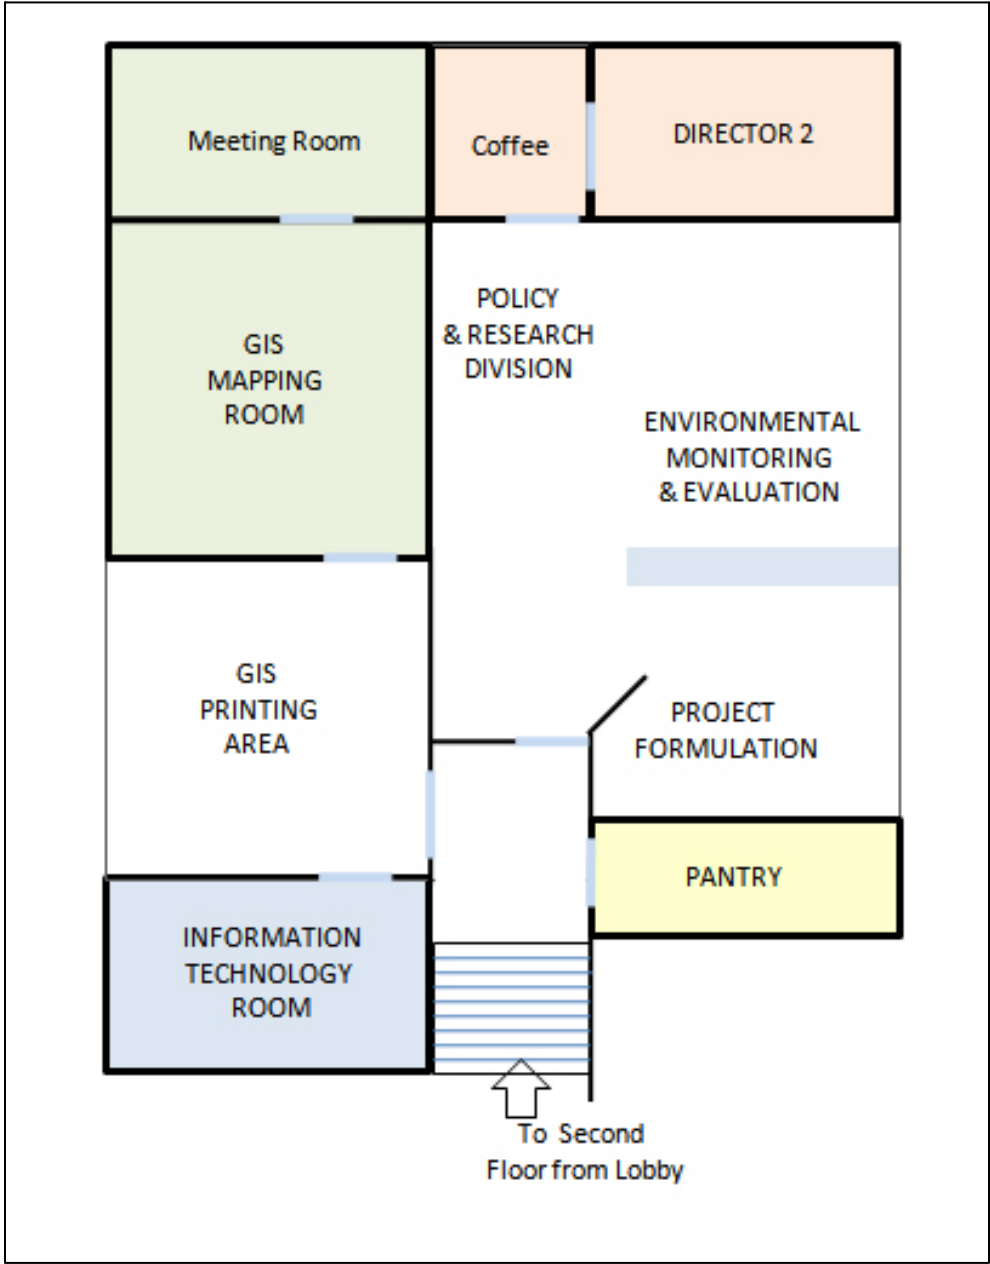 Meeting Room
Coffee
DIRECTOR 2
POLICY
& RESEARCH
DIVISION
GIS
MAPPING
ROOM
ENVIRONMENTAL
MONITORING
& EVALUATION
GIS
PRINTING
AREA
PROJECT
FORMULATION
PANTRY
INFORMATION
TECHNOLOGY
ROOM
To Second
Floor from Lobby